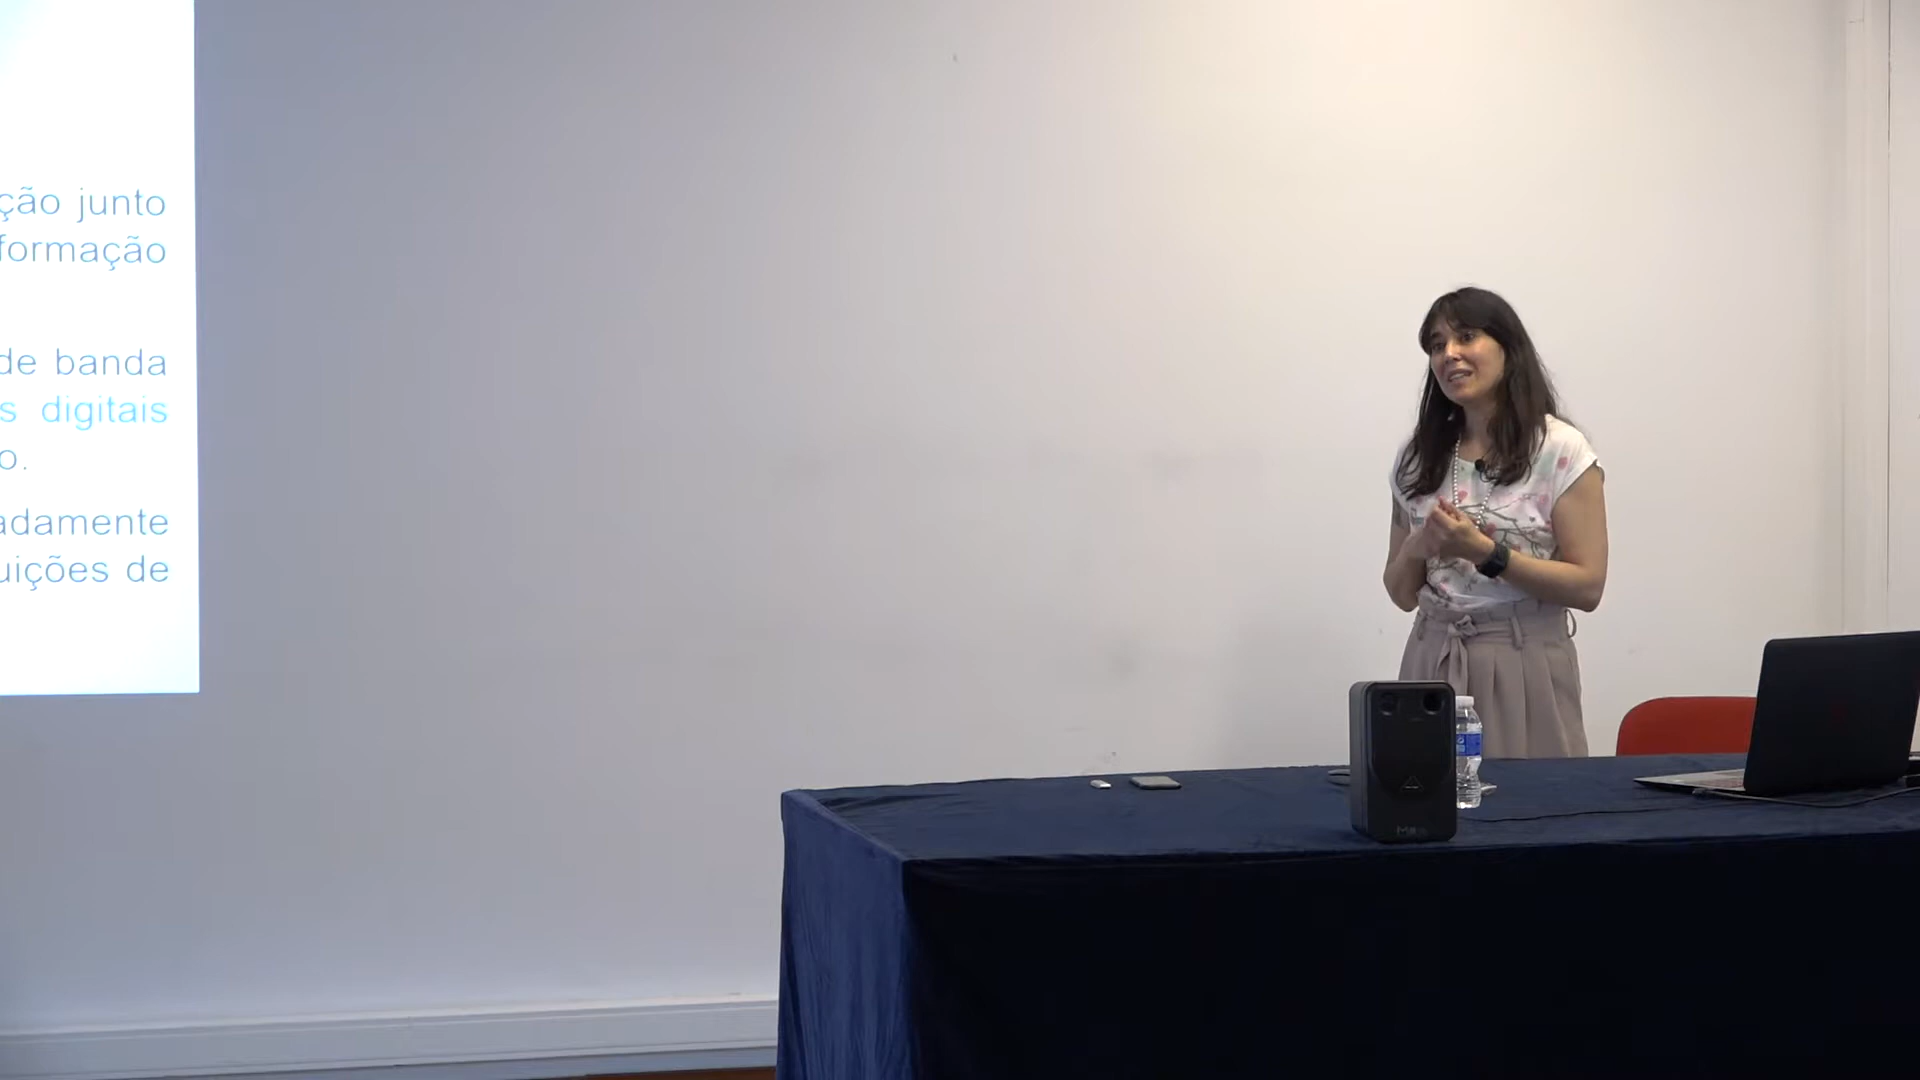 ção junto
formação
de banda
s digitais
o.
adamente
uições de